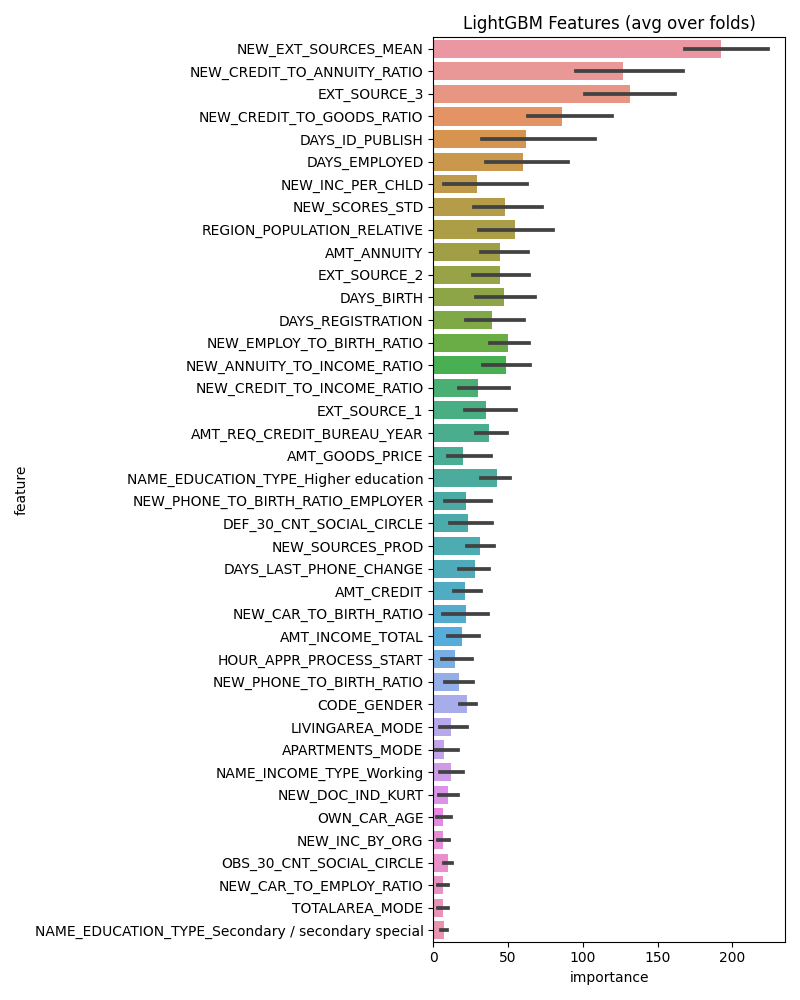 LightGBM Features (avg over folds)
NEW_EXT_SOURCES_MEAN
NEW_CREDIT_TO_ANNUITY_RATIO
EXT_SOURCE_3
NEW_CREDIT_TO_GOODS_RATIO
DAYS_ID_PUBLISH
DAYS_EMPLOYED
NEW_INC_PER_CHLD
NEW_SCORES_STD
REGION_POPULATION_RELATIVE
AMT_ANNUITY
EXT_SOURCE_2
DAYS_BIRTH
DAYS_REGISTRATION
NEW_EMPLOY_TO_BIRTH_RATIO
NEW_ANNUITY_TO_INCOME_RATIO
NEW_CREDIT_TO_INCOME_RATIO
EXT_SOURCE_1
AMT_REQ_CREDIT_BUREAU_YEAR
AMT_GOODS_PRICE
NAME_EDUCATION_TYPE_Higher education
NEW_PHONE_TO_BIRTH_RATIO_EMPLOYER
DEF_30_CNT_SOCIAL_CIRCLE
NEW_SOURCES_PROD
DAYS_LAST_PHONE_CHANGE
AMT_CREDIT
NEW_CAR_TO_BIRTH_RATIO
AMT_INCOME_TOTAL
HOUR_APPR_PROCESS_START
NEW_PHONE_TO_BIRTH_RATIO
CODE_GENDER
LIVINGAREA_MODE
APARTMENTS_MODE
NAME_INCOME_TYPE_Working
NEW_DOC_IND_KURT
OWN_CAR_AGE
NEW_INC_BY_ORG
OBS_30_CNT_SOCIAL_CIRCLE
NEW_CAR_TO_EMPLOY_RATIO
TOTALAREA_MODE
NAME_EDUCATION_TYPE_Secondary / secondary special
feature
0 50 100 150 200
importance